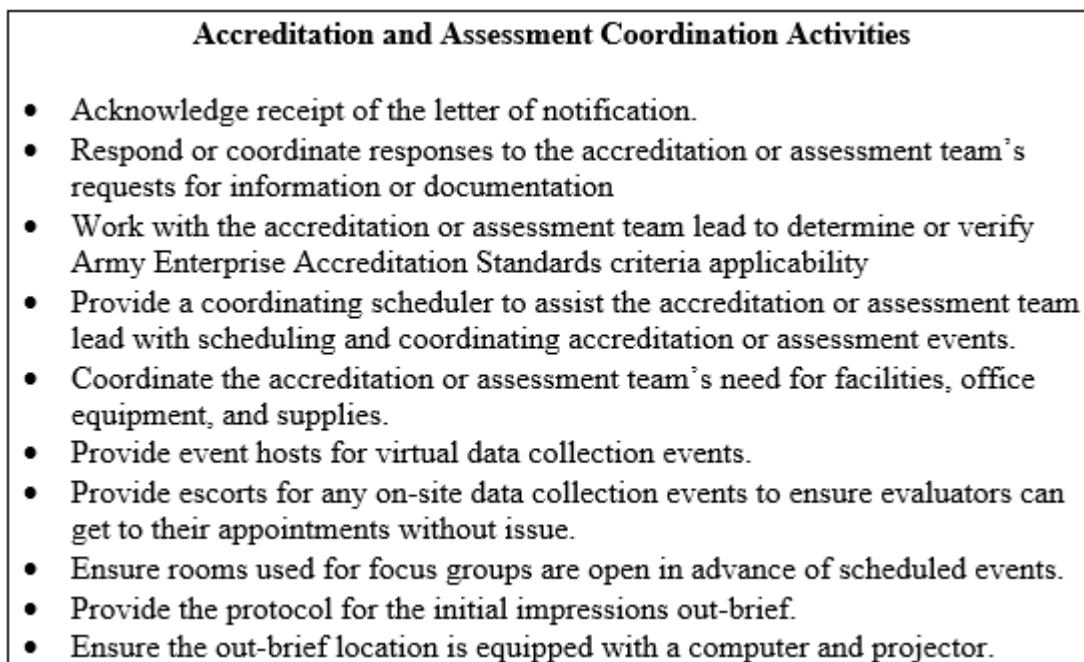 Accreditation and Assessment Coordination Activities
• Acknowledge receipt of the letter of notification.
• Respond or coordinate responses to the accreditation or assessment team's
requests for information or documentation
• Work with the accreditation or assessment team lead to determine or verify
Army Enterprise Accreditation Standards criteria applicability
• Provide a coordinating scheduler to assist the accreditation or assessment team
lead with scheduling and coordinating accreditation or assessment events.
• Coordinate the accreditation or assessment team's need for facilities, office
equipment, and supplies.
• Provide event hosts for virtual data collection events.
• Provide escorts for any on-site data collection events to ensure evaluators can
get to their appointments without issue.
• Ensure rooms used for focus groups are open in advance of scheduled events.
• Provide the protocol for the initial impressions out-brief.
• Ensure the out-brief location is equipped with a computer and projector.